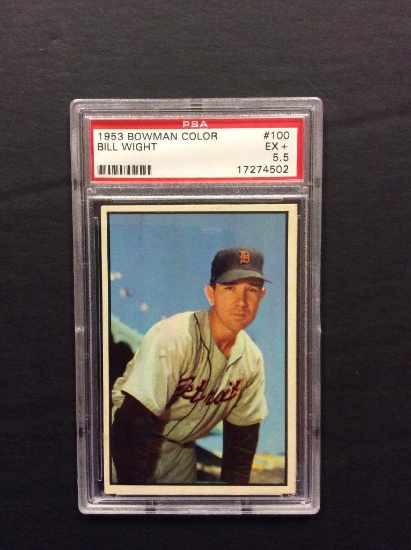 PSA
1953 BOWMAN COLOR #100
BILL WIGHT EX +
5.5
17274502
D
Detroit